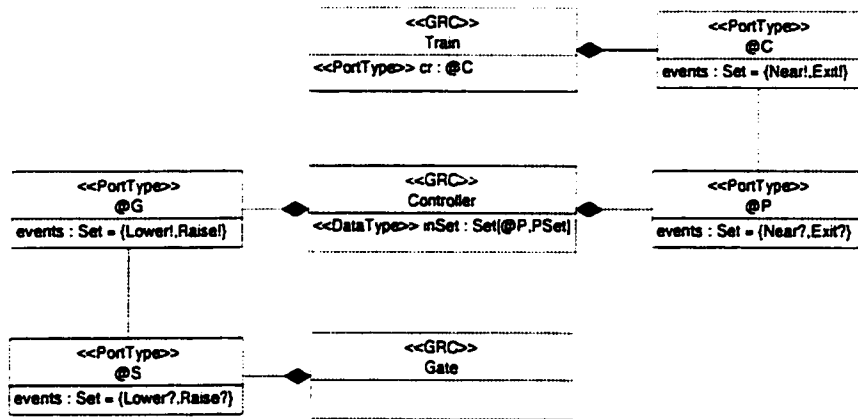 <<GRC>>
Train
<<PortType>> cr : @C
<<PortType>>
@C
events : Set = {Near!,Exit!}
<<PortType>>
@G
events : Set = {Lower!,Raise!}
<<GRC>>
Controller
<<DataType>> inSet : Set[@P,PSet]
<<PortType>>
@P
events : Set = {Near?,Exit?}
<<PortType>>
@S
events : Set = {Lower?,Raise?}
<<GRC>>
Gate